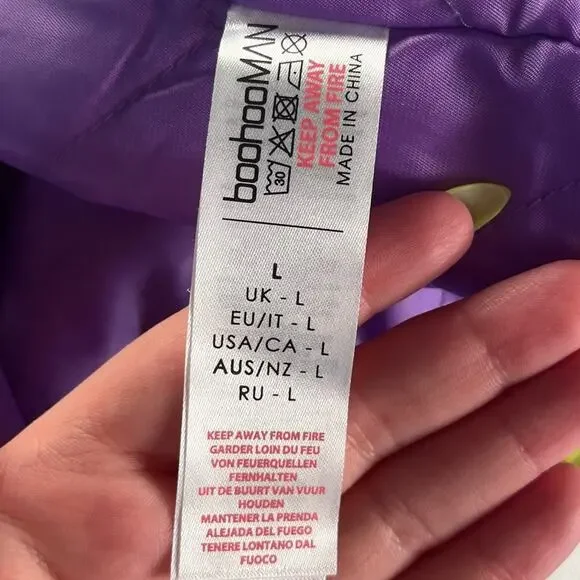 boohooMAN
30
KEEP AWAY
FROM FIRE
MADE IN CHINA
L
UK - L
EU/IT - L
USA/CA - L
AUS/NZ - L
RU - L
KEEP AWAY FROM FIRE
GARDER LOIN DU FEU
VON FEUERQUELLEN
FERNHALTEN
UIT DE BUURT VAN VUUR
HOUDEN
MANTENER LA PRENDA
ALEJADA DEL FUEGO
TENERE LONTANO DAL
FUOCO